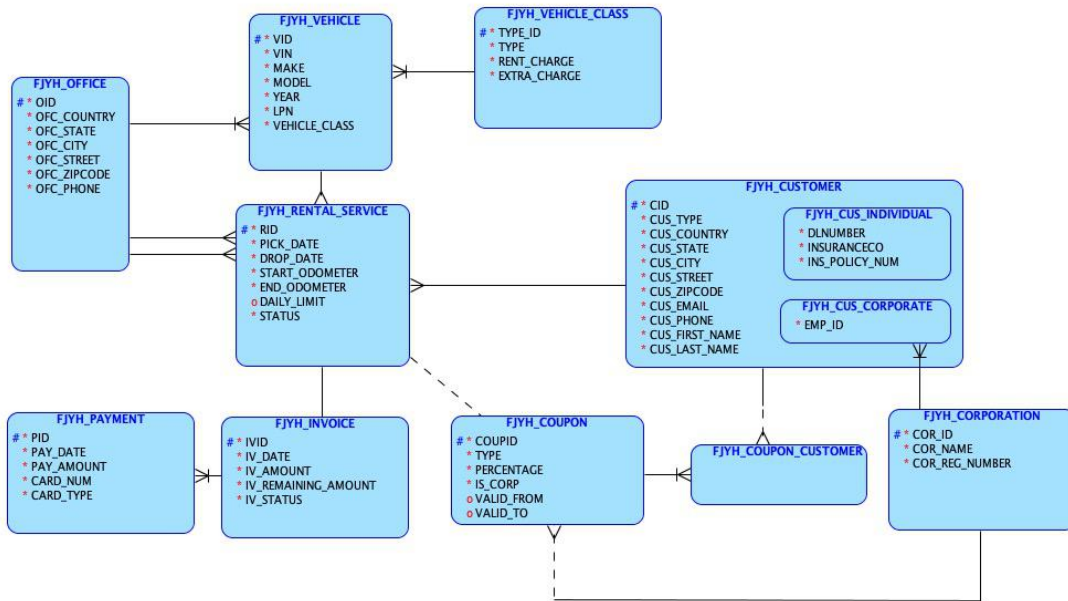 FJYH_VEHICLE
# * VID
* VIN
* MAKE
* MODEL
* YEAR
* LPN
* VEHICLE_CLASS
FJYH_VEHICLE_CLASS
# * TYPE_ID
* TYPE
* RENT_CHARGE
* EXTRA_CHARGE
FJYH_OFFICE
# * OID
* OFC_COUNTRY
* OFC_STATE
* OFC_CITY
* OFC_STREET
* OFC_ZIPCODE
* OFC_PHONE
FJYH_RENTAL_SERVICE
# * RID
* PICK_DATE
* DROP_DATE
* START_ODOMETER
* END_ODOMETER
o DAILY_LIMIT
* STATUS
FJYH_CUSTOMER
# * CID
* CUS_TYPE
* CUS_COUNTRY
* CUS_STATE
* CUS_CITY
* CUS_STREET
* CUS_ZIPCODE
* CUS_EMAIL
* CUS_PHONE
* CUS_FIRST_NAME
* CUS_LAST_NAME
FJYH_CUS_INDIVIDUAL
* DLNUMBER
* INSURANCECO
* INS_POLICY_NUM
FJYH_CUS_CORPORATE
* EMP_ID
FJYH_PAYMENT
# * PID
* PAY_DATE
* PAY_AMOUNT
* CARD_NUM
* CARD_TYPE
FJYH_INVOICE
# * IVID
* IV_DATE
* IV_AMOUNT
* IV_REMAINING_AMOUNT
* IV_STATUS
FJYH_COUPON
# * COUPID
* TYPE
* PERCENTAGE
* IS_CORP
o VALID_FROM
o VALID_TO
FJYH_COUPON_CUSTOMER
FJYH_CORPORATION
# * COR_ID
* COR_NAME
* COR_REG_NUMBER